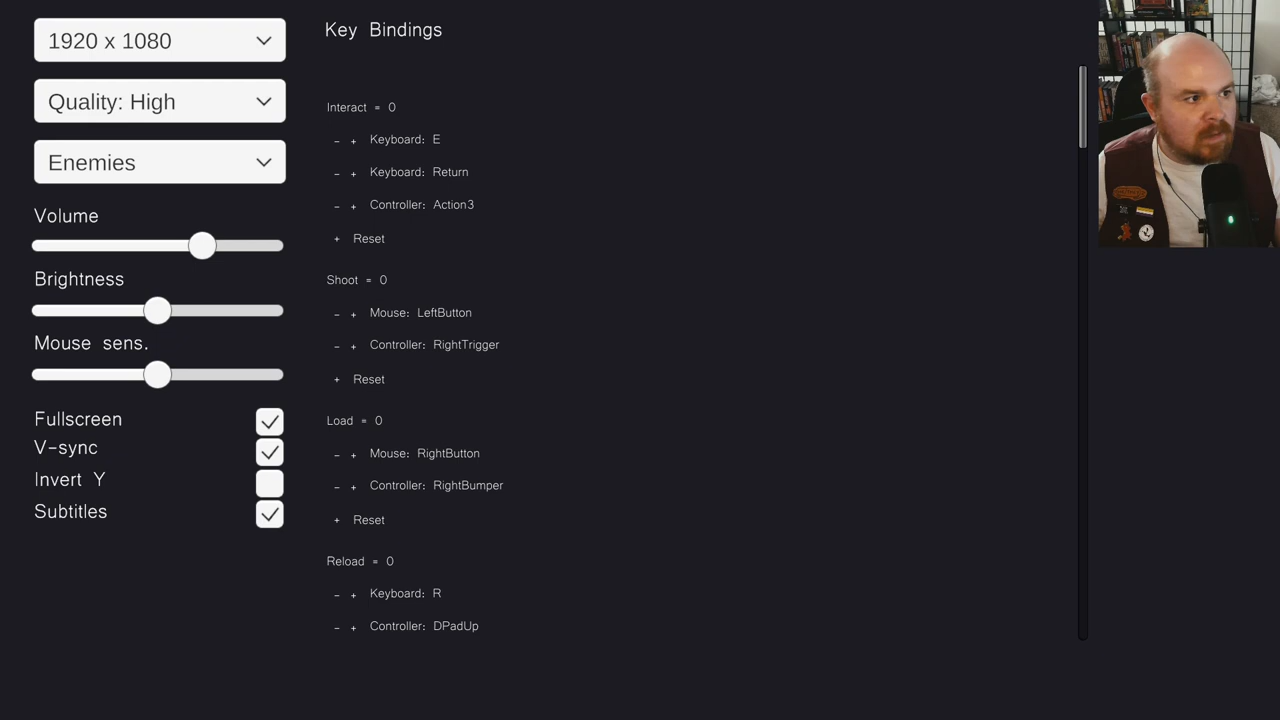 1920 x 1080
Quality: High
Enemies
Volume
Brightness
Mouse sens.
Fullscreen
V-sync
Invert Y
Subtitles
Key Bindings
Interact = 0
- + Keyboard: E
- + Keyboard: Return
- + Controller: Action3
+ Reset
Shoot = 0
- + Mouse: LeftButton
- + Controller: RightTrigger
+ Reset
Load = 0
- + Mouse: RightButton
- + Controller: RightBumper
+ Reset
Reload = 0
- + Keyboard: R
- + Controller: DPadUp